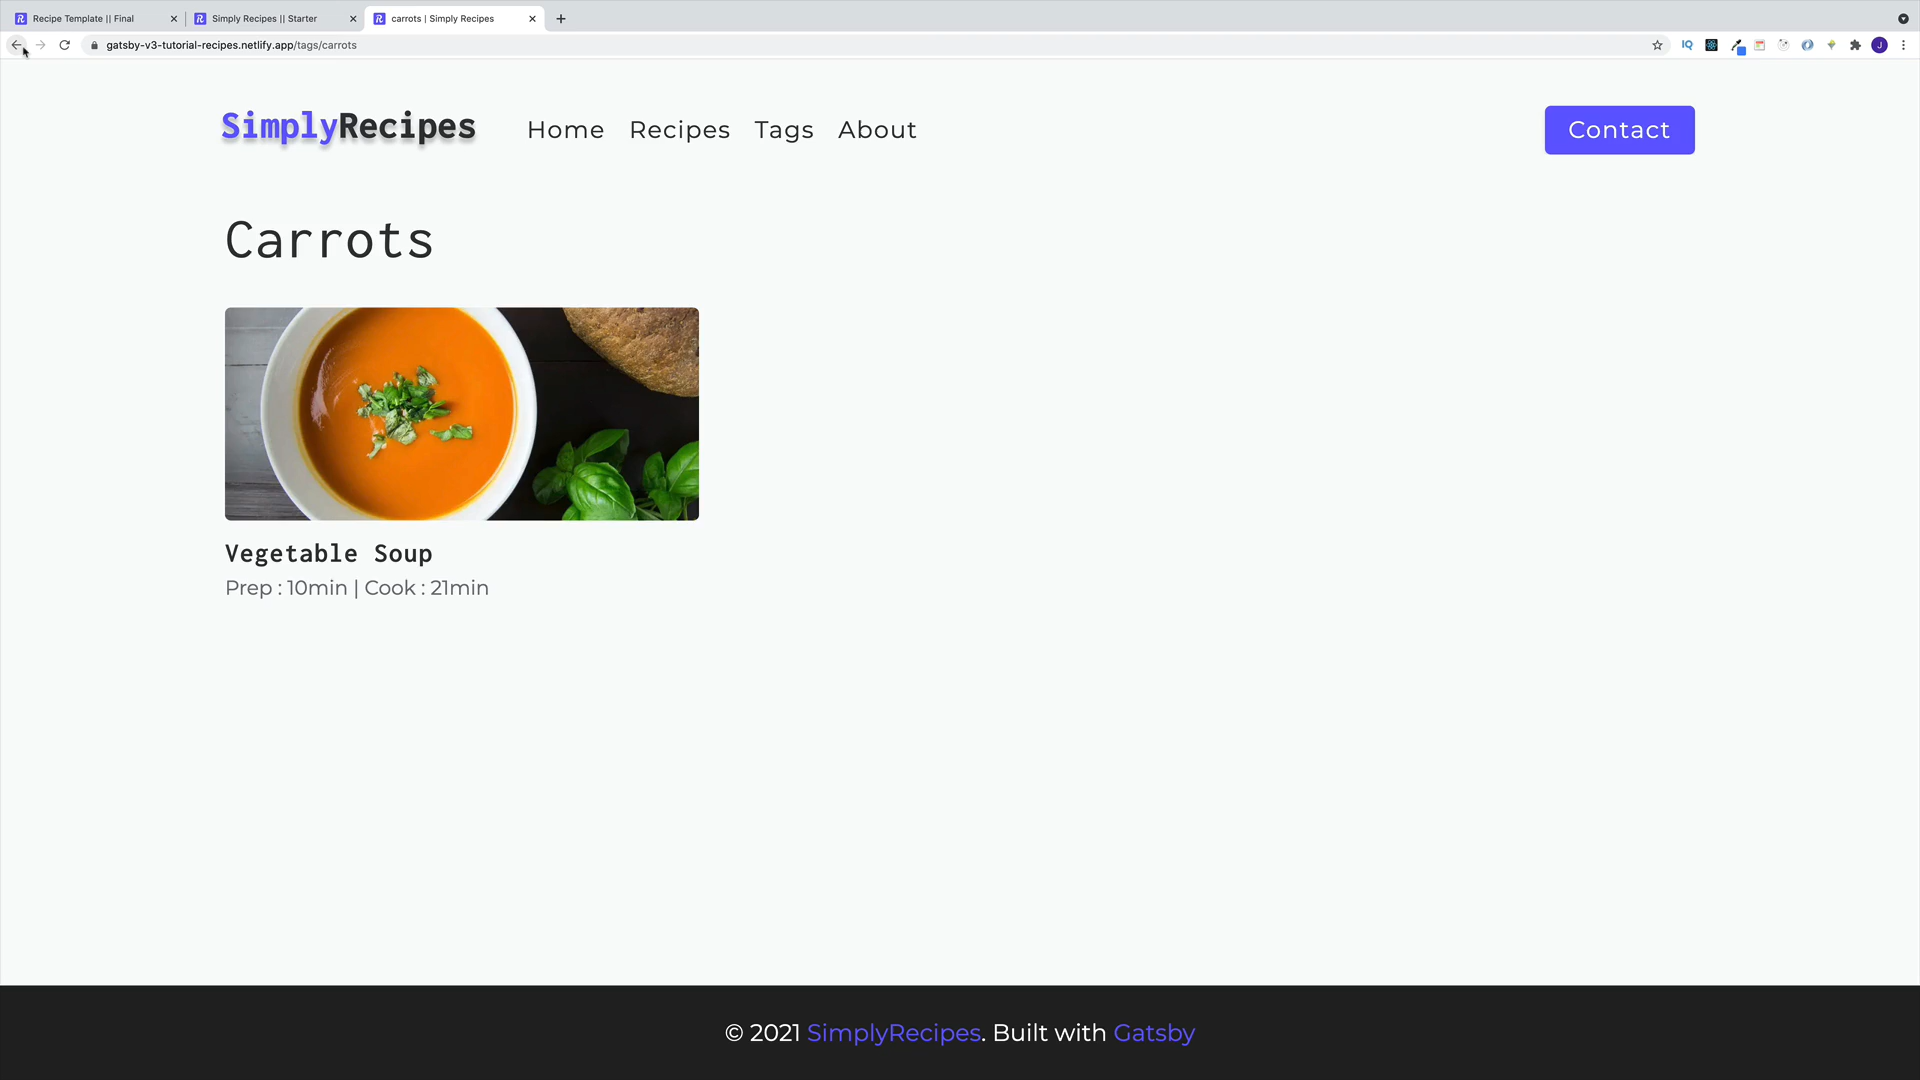 Recipe Template || Final
Simply Recipes || Starter
carrots | Simply Recipes
gatsby-v3-tutorial-recipes.netlify.app/tags/carrots
IQ
J
SimplyRecipes
Home
Recipes
Tags
About
Contact
Carrots
Vegetable Soup
Prep : 10min | Cook : 21min
© 2021 SimplyRecipes. Built with Gatsby